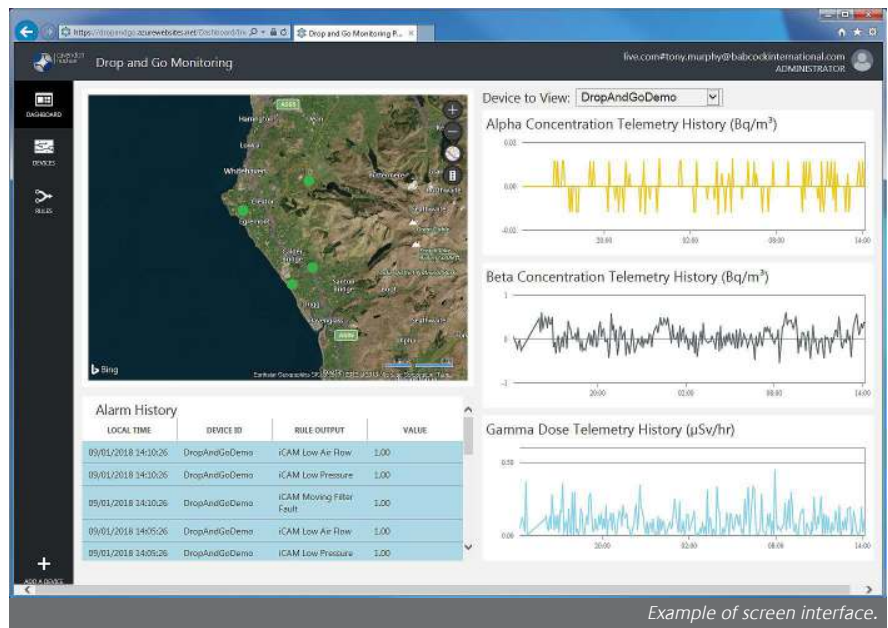 Drop and Go Monitoring P...
Drop and Go Monitoring
live.com#tony.murphy@babcockinternational.com
ADMINISTRATOR
DASHBOARD
DEVICES
RULES
ADD A DEVICE
Whitehaven
Egremont
Bing
Device to View: DropAndGoDemo
Alpha Concentration Telemetry History (Bq/m³)
0.00
20:00 02:00 08:00 14:00
Beta Concentration Telemetry History (Bq/m³)
1
0
-1
20:00 02:00 08:00 14:00
Gamma Dose Telemetry History (µSv/hr)
0.50
0.00
20:00 02:00 08:00 14:00
Alarm History
LOCAL TIME DEVICE ID RULE OUTPUT VALUE
09/01/2018 14:10:26 DropAndGoDemo iCAM Low Air Flow 1.00
09/01/2018 14:10:26 DropAndGoDemo iCAM Low Pressure 1.00
09/01/2018 14:10:26 DropAndGoDemo iCAM Moving Filter Fault 1.00
09/01/2018 14:05:26 DropAndGoDemo iCAM Low Air Flow 1.00
09/01/2018 14:05:26 DropAndGoDemo iCAM Low Pressure 1.00
Example of screen interface.